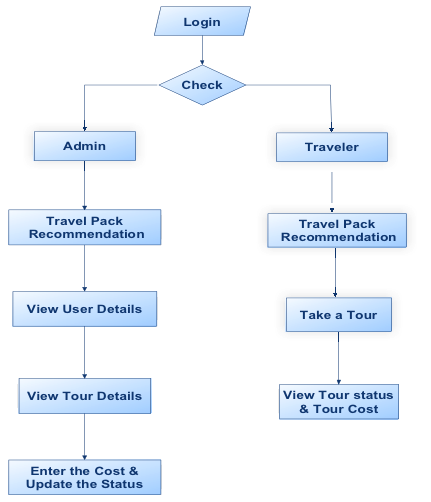 Login
Check
Admin
Traveler
Travel Pack
Recommendation
Travel Pack
Recommendation
View User Details
Take a Tour
View Tour Details
View Tour status
& Tour Cost
Enter the Cost &
Update the Status